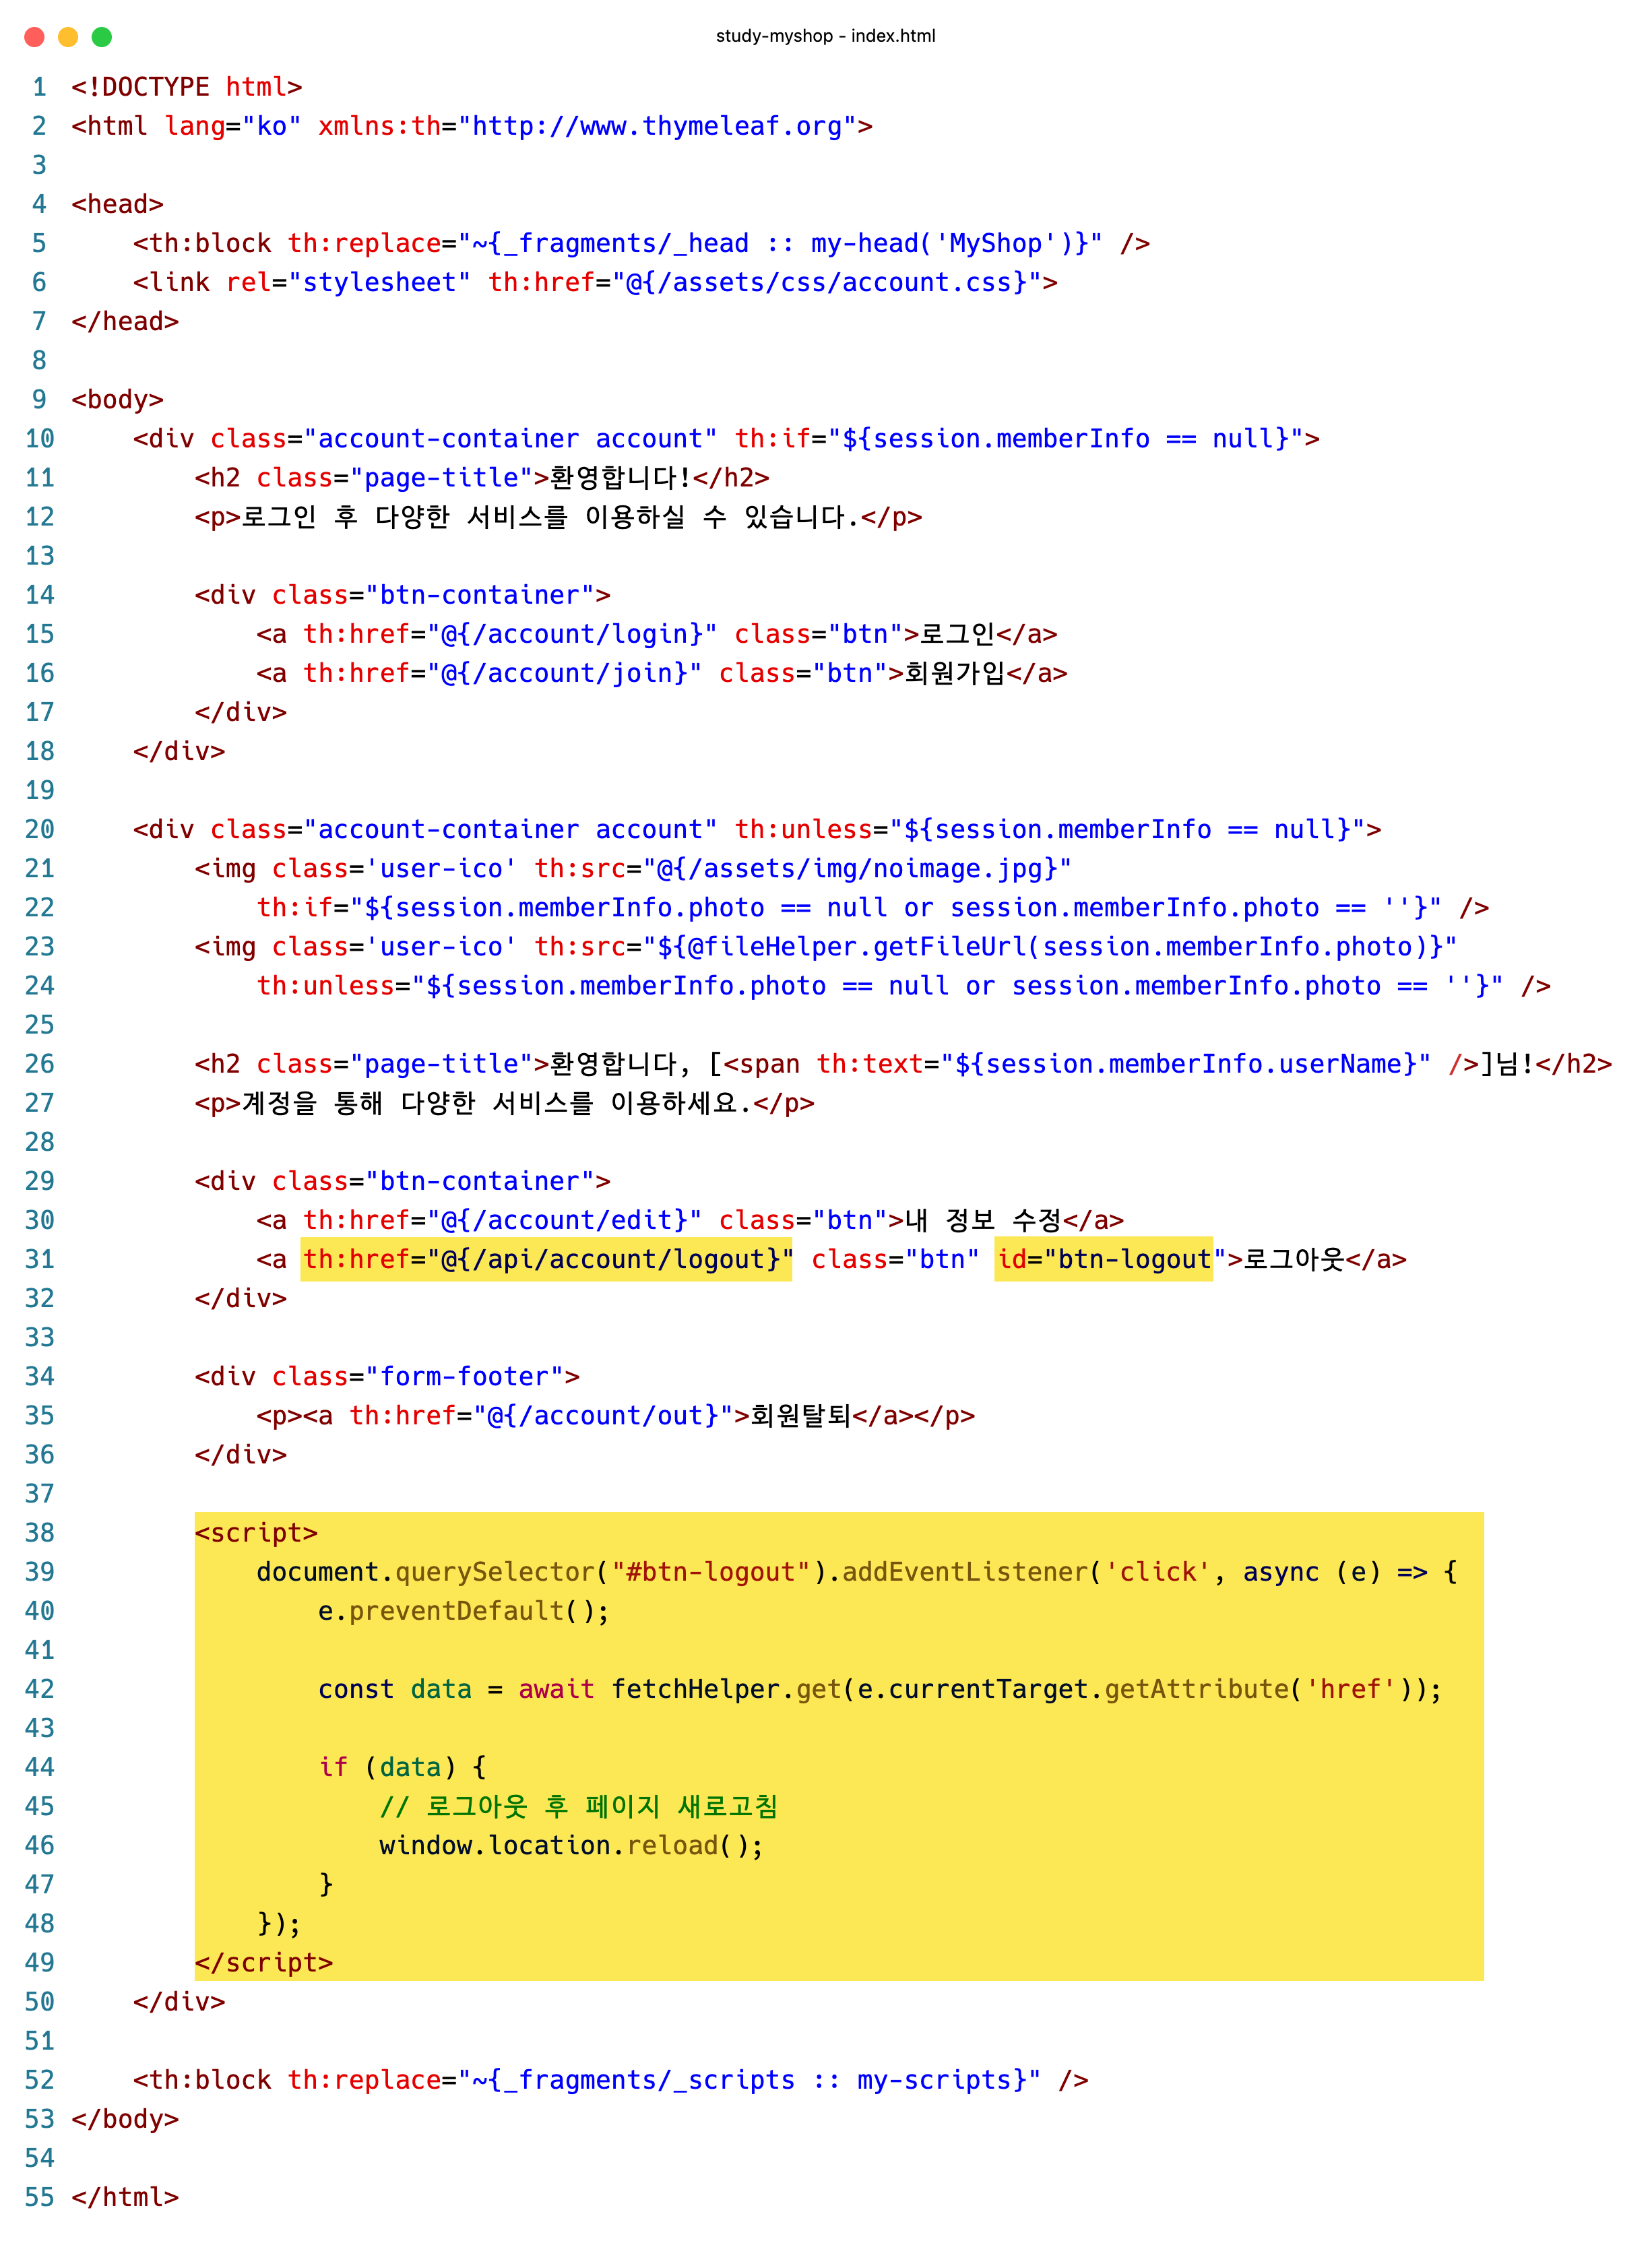 study-myshop - index.html
1 <!DOCTYPE html>
2 <html lang="ko" xmlns:th="http://www.thymeleaf.org">
3
4 <head>
5     <th:block th:replace="~{_fragments/_head :: my-head('MyShop')}" />
6     <link rel="stylesheet" th:href="@{/assets/css/account.css}">
7 </head>
8
9 <body>
10     <div class="account-container account" th:if="${session.memberInfo == null}">
11         <h2 class="page-title">환영합니다!</h2>
12         <p>로그인 후 다양한 서비스를 이용하실 수 있습니다.</p>
13
14         <div class="btn-container">
15             <a th:href="@{/account/login}" class="btn">로그인</a>
16             <a th:href="@{/account/join}" class="btn">회원가입</a>
17         </div>
18     </div>
19
20     <div class="account-container account" th:unless="${session.memberInfo == null}">
21         <img class='user-ico' th:src="@{/assets/img/noimage.jpg}"
22             th:if="${session.memberInfo.photo == null or session.memberInfo.photo == ''}" />
23         <img class='user-ico' th:src="${@fileHelper.getFileUrl(session.memberInfo.photo)}"
24             th:unless="${session.memberInfo.photo == null or session.memberInfo.photo == ''}" />
25
26         <h2 class="page-title">환영합니다, [<span th:text="${session.memberInfo.userName}" />]님!</h2>
27         <p>계정을 통해 다양한 서비스를 이용하세요.</p>
28
29         <div class="btn-container">
30             <a th:href="@{/account/edit}" class="btn">내 정보 수정</a>
31             <a th:href="@{/api/account/logout}" class="btn" id="btn-logout">로그아웃</a>
32         </div>
33
34         <div class="form-footer">
35             <p><a th:href="@{/account/out}">회원탈퇴</a></p>
36         </div>
37
38         <script>
39             document.querySelector("#btn-logout").addEventListener('click', async (e) => {
40                 e.preventDefault();
41
42                 const data = await fetchHelper.get(e.currentTarget.getAttribute('href'));
43
44                 if (data) {
45                     // 로그아웃 후 페이지 새로고침
46                     window.location.reload();
47                 }
48             });
49         </script>
50     </div>
51
52     <th:block th:replace="~{_fragments/_scripts :: my-scripts}" />
53 </body>
54
55 </html>